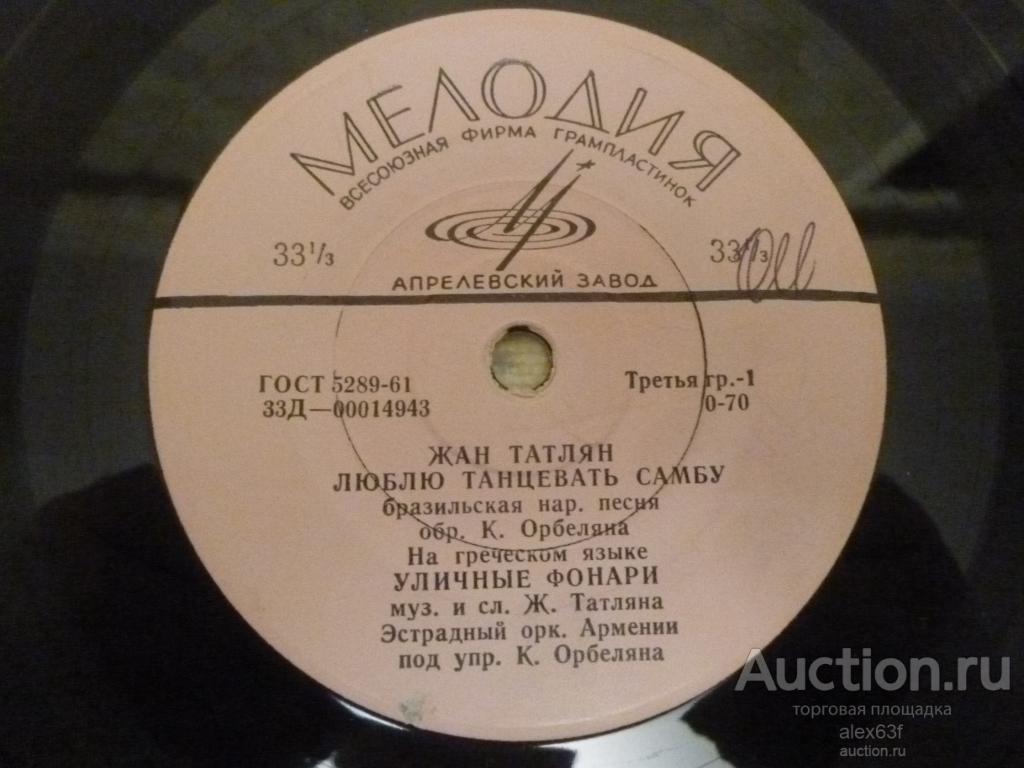 МЕЛОДИЯ
ВСЕСОЮЗНАЯ ФИРМА ГРАМПЛАСТИНОК
33⅓ 33⅓
АПРЕЛЕВСКИЙ ЗАВОД
ГОСТ 5289-61 Третья гр.-1
33Д—00014943 0-70
ЖАН ТАТЛЯН
ЛЮБЛЮ ТАНЦЕВАТЬ САМБУ
бразильская нар. песня
обр. К. Орбеляна
На греческом языке
УЛИЧНЫЕ ФОНАРИ
муз. и сл. Ж. Татляна
Эстрадный орк. Армении
под упр. К. Орбеляна
Auction.ru
торговая площадка
alex63f
auction.ru